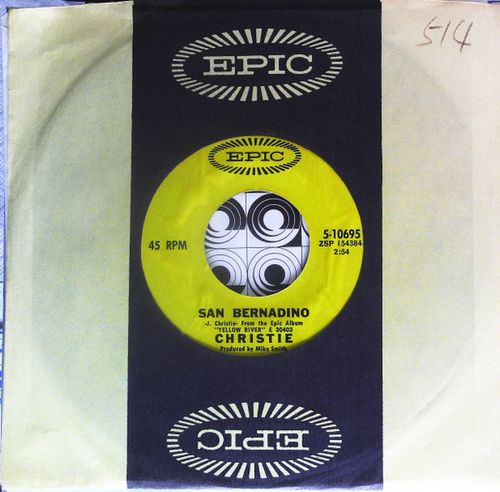 514
EPIC
EPIC
45 RPM
5-10695
ZSP 154384
2:54
SAN BERNADINO
-J. Christie- From the Epic Album
"YELLOW RIVER" E 30403
CHRISTIE
Produced by Mike Smith
EPIC